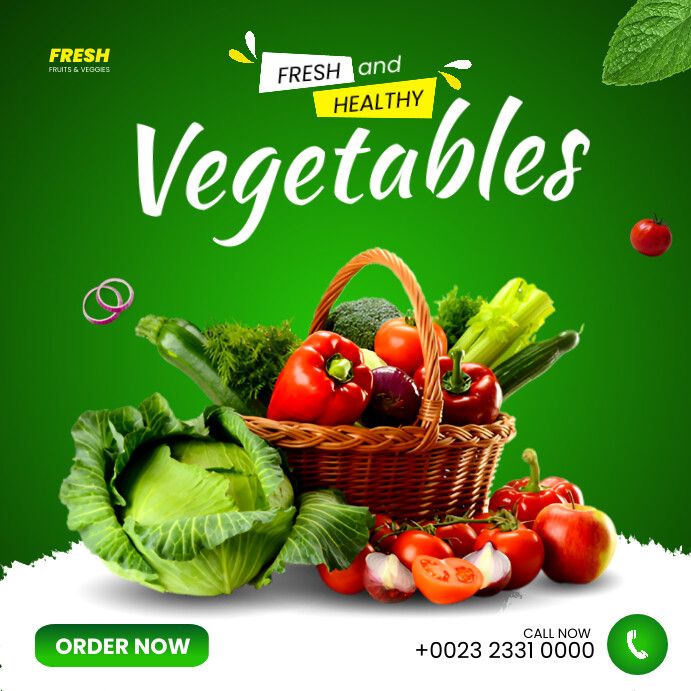 FRESH
FRUITS & VEGGIES
FRESH and
HEALTHY
Vegetables
ORDER NOW
CALL NOW
+0023 2331 0000